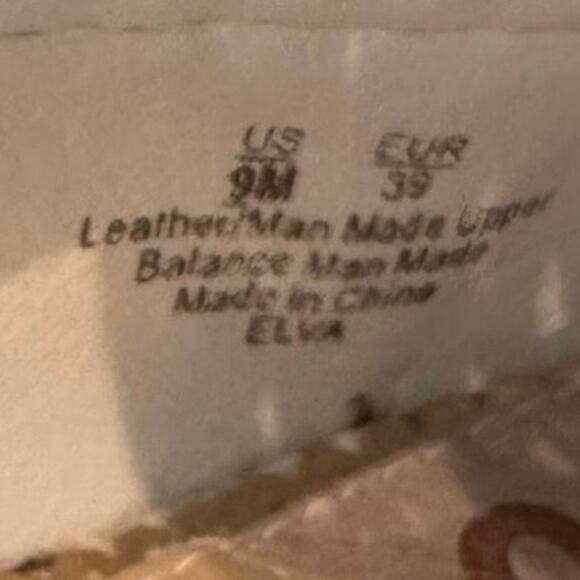 US EUR
9M 39
Leather/Man Made Upper
Balance Man Made
Made in China
ELVA